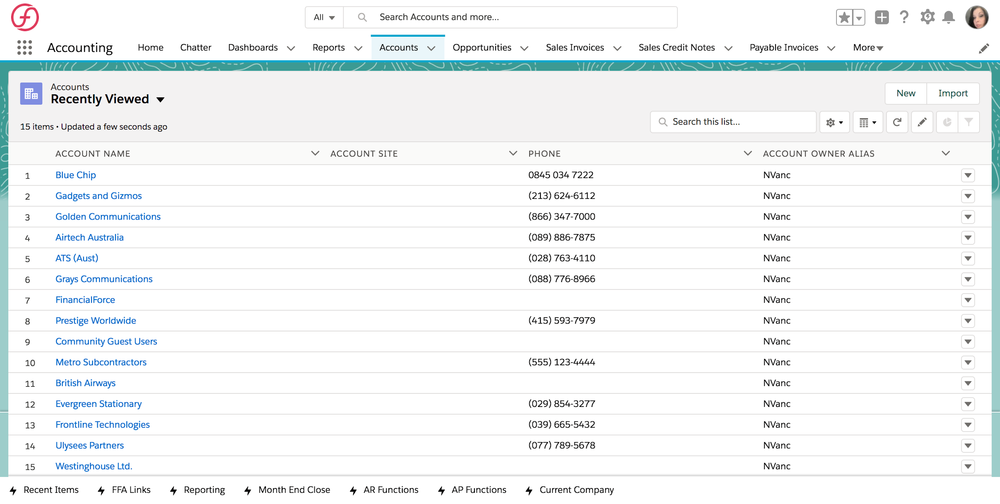 All Search Accounts and more...
Accounting Home Chatter Dashboards Reports Accounts Opportunities Sales Invoices Sales Credit Notes Payable Invoices More
Accounts
Recently Viewed
New Import
15 items • Updated a few seconds ago
Search this list...
ACCOUNT NAME ACCOUNT SITE PHONE ACCOUNT OWNER ALIAS
1 Blue Chip 0845 034 7222 NVanc
2 Gadgets and Gizmos (213) 624-6112 NVanc
3 Golden Communications (866) 347-7000 NVanc
4 Airtech Australia (089) 886-7875 NVanc
5 ATS (Aust) (028) 763-4110 NVanc
6 Grays Communications (088) 776-8966 NVanc
7 FinancialForce NVanc
8 Prestige Worldwide (415) 593-7979 NVanc
9 Community Guest Users NVanc
10 Metro Subcontractors (555) 123-4444 NVanc
11 British Airways NVanc
12 Evergreen Stationary (029) 854-3277 NVanc
13 Frontline Technologies (039) 665-5432 NVanc
14 Ulysees Partners (077) 789-5678 NVanc
15 Westinghouse Ltd. NVanc
Recent Items FFA Links Reporting Month End Close AR Functions AP Functions Current Company